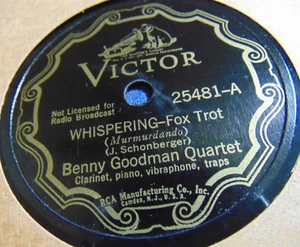 VICTOR
Not Licensed for
Radio Broadcast
25481-A
WHISPERING-Fox Trot
(Murmurdando)
(J. Schonberger)
Benny Goodman Quartet
Clarinet, piano, vibraphone, traps
RCA Manufacturing Co., Inc.
Camden, N.J., U.S.A.